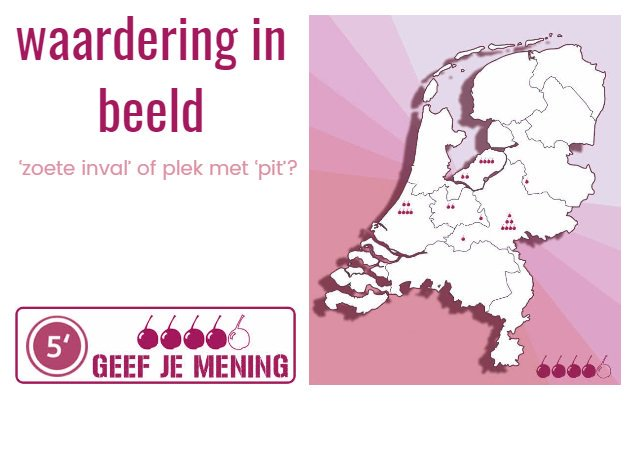 waardering in
beeld
‘zoete inval’ of plek met ‘pit’?
5‘
GEEF JE MENING